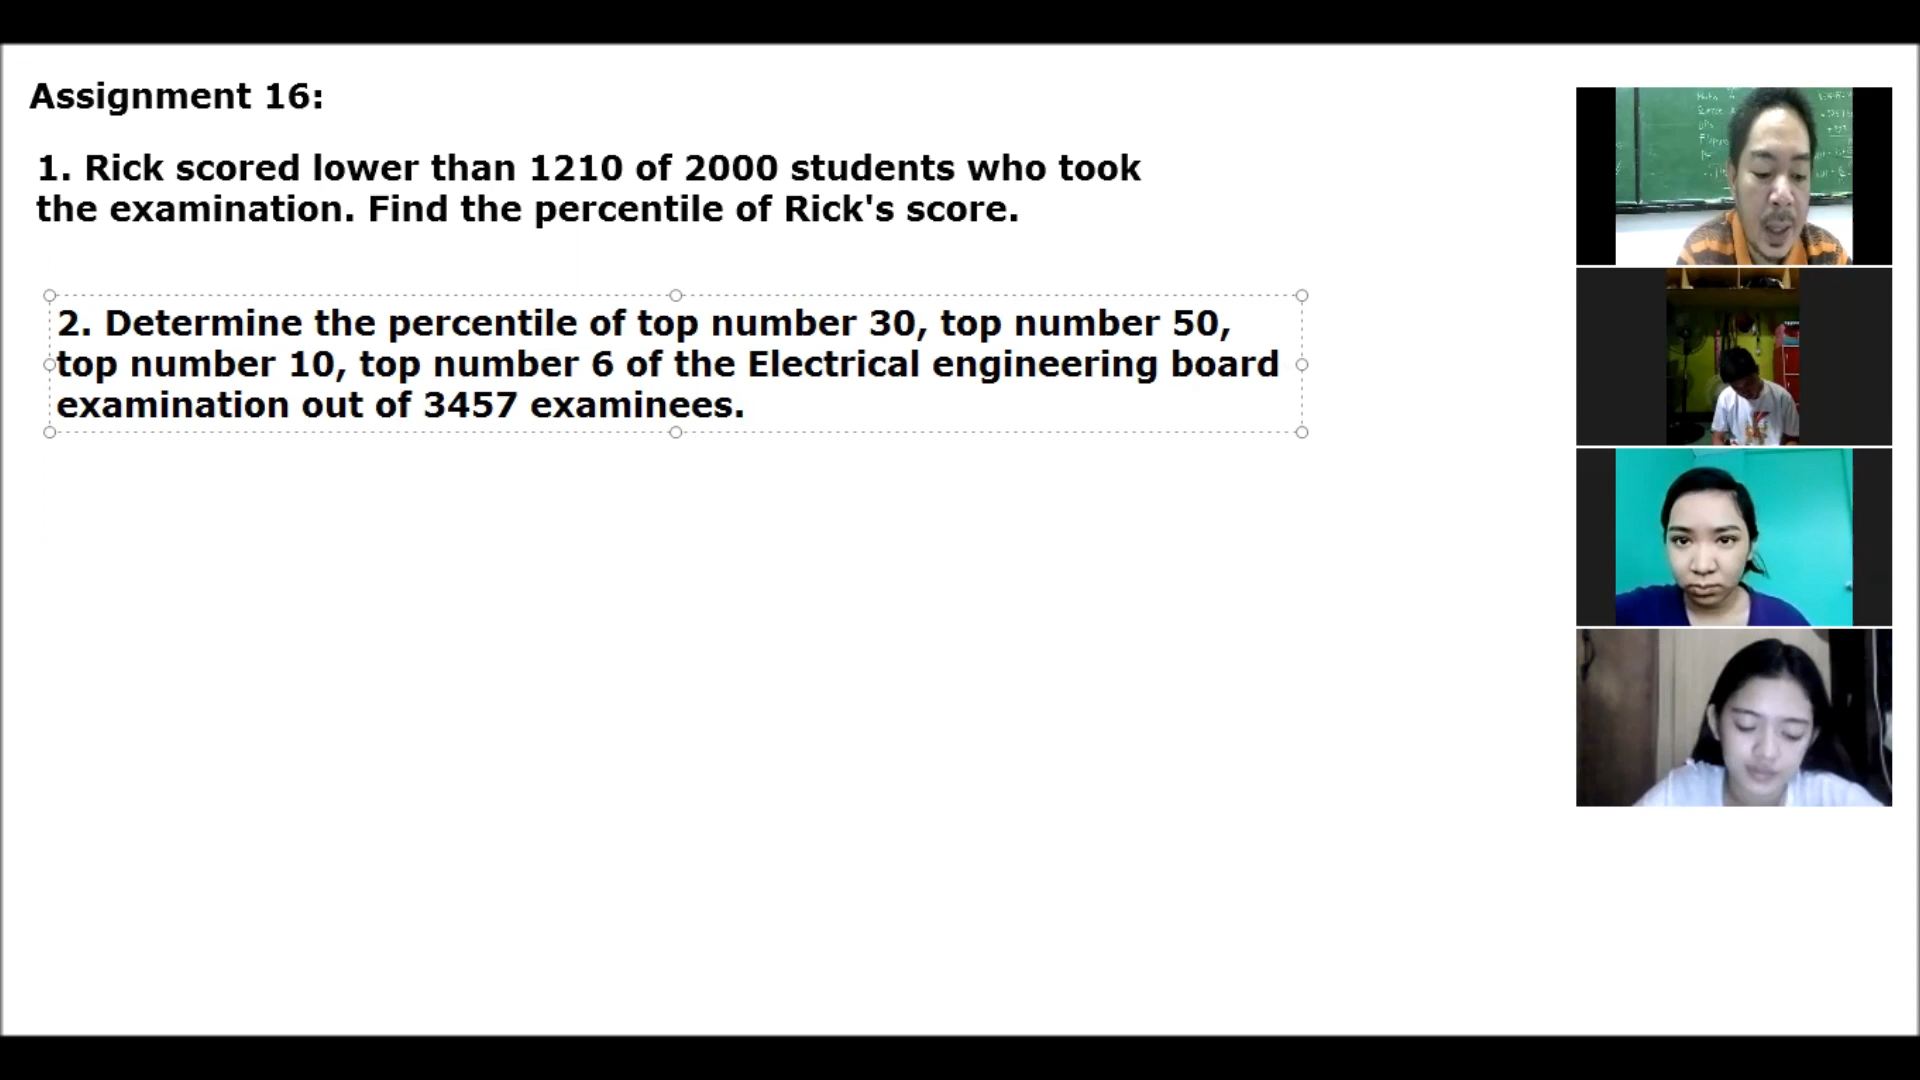 Assignment 16:
1. Rick scored lower than 1210 of 2000 students who took
the examination. Find the percentile of Rick's score.
2. Determine the percentile of top number 30, top number 50,
top number 10, top number 6 of the Electrical engineering board
examination out of 3457 examinees.